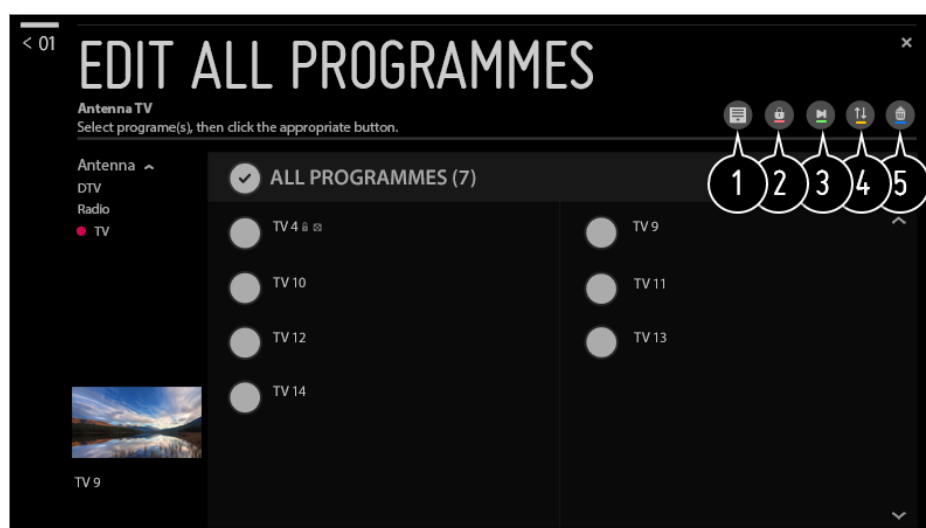 < 01
EDIT ALL PROGRAMMES
×
Antenna TV
Select programe(s), then click the appropriate button.
1 2 3 4 5
Antenna
DTV
Radio
TV
ALL PROGRAMMES (7)
TV 4
TV 9
TV 10
TV 11
TV 12
TV 13
TV 14
TV 9